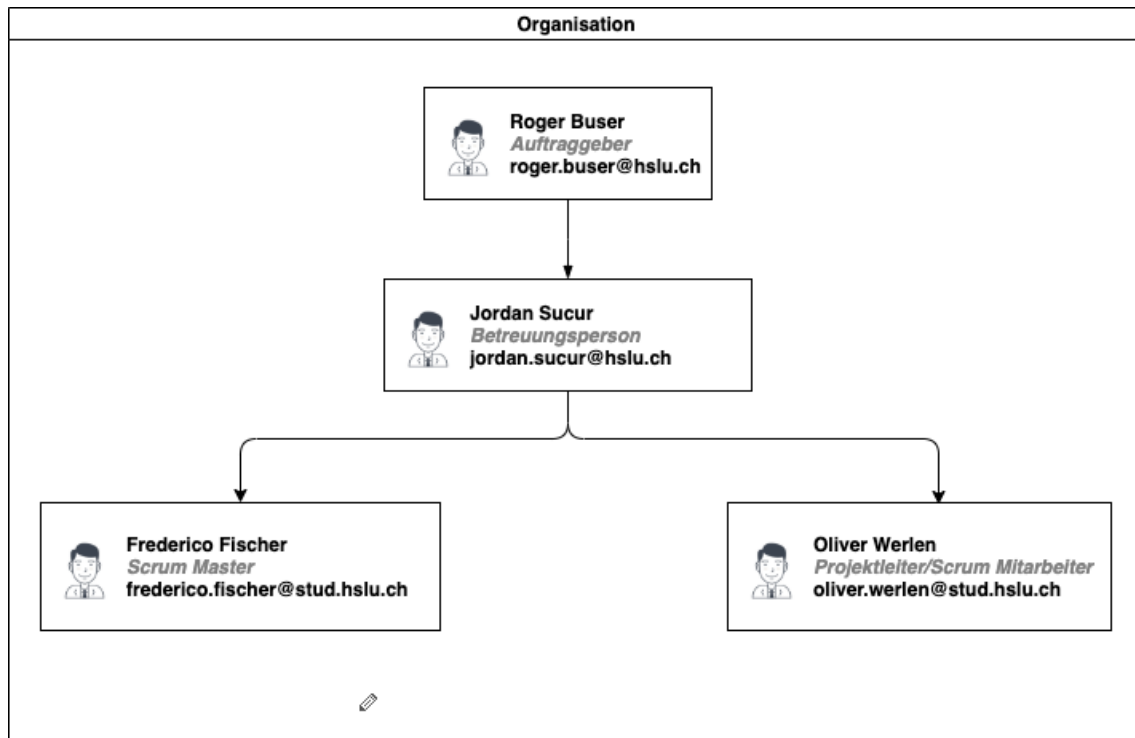 Organisation
Roger Buser
Auftraggeber
roger.buser@hslu.ch
Jordan Sucur
Betreuungsperson
jordan.sucur@hslu.ch
Frederico Fischer
Scrum Master
frederico.fischer@stud.hslu.ch
Oliver Werlen
Projektleiter/Scrum Mitarbeiter
oliver.werlen@stud.hslu.ch